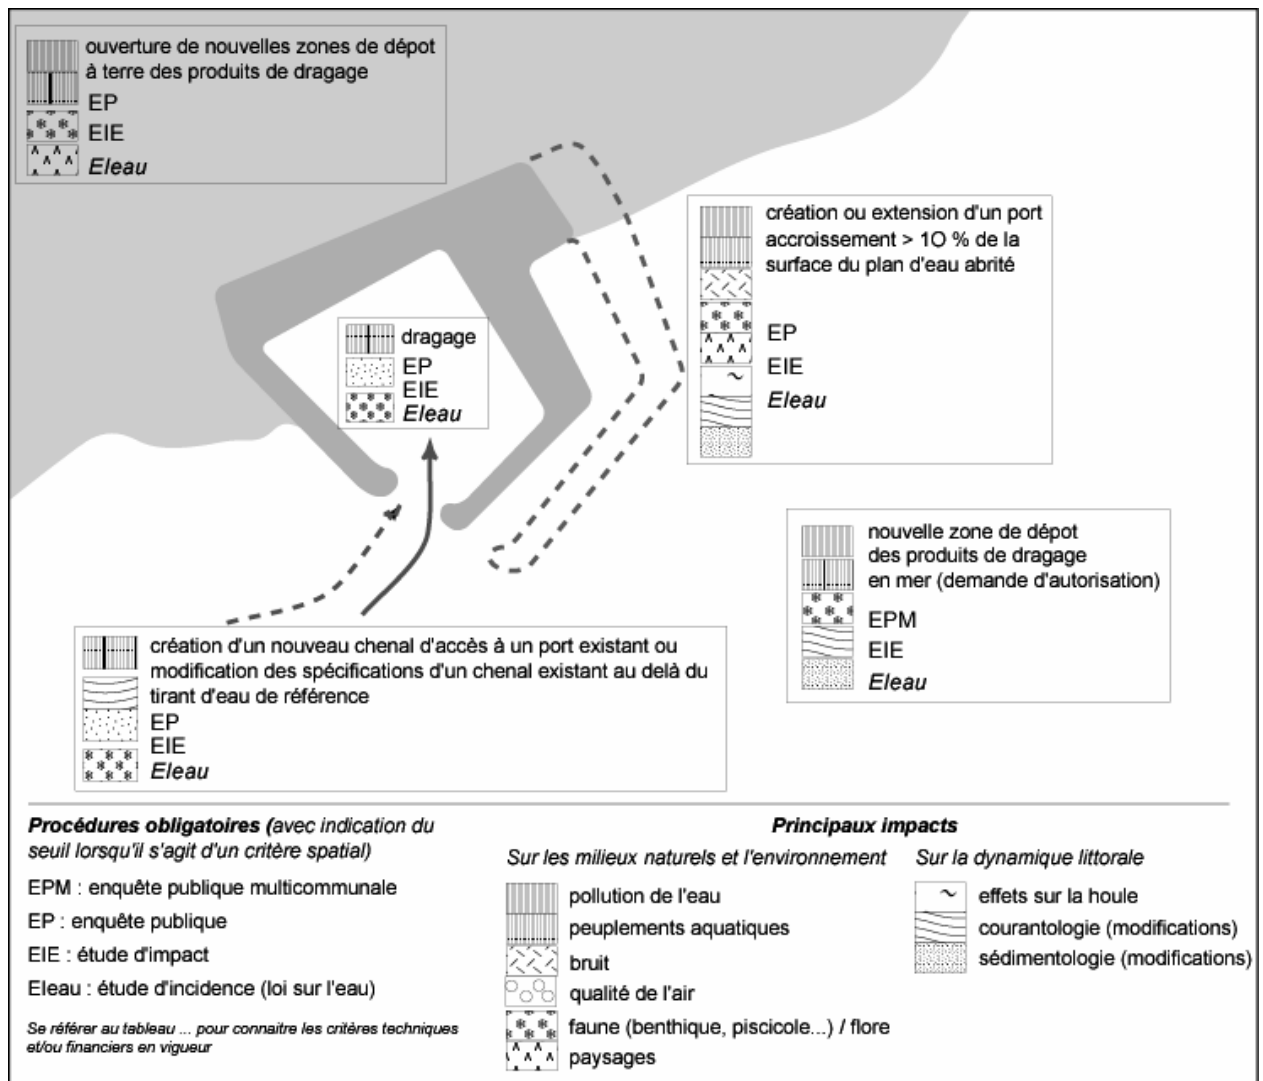 ouverture de nouvelles zones de dépot
à terre des produits de dragage
EP
EIE
Eleau
création ou extension d'un port
accroissement > 1O % de la
surface du plan d'eau abrité
EP
EIE
Eleau
dragage
EP
EIE
Eleau
nouvelle zone de dépot
des produits de dragage
en mer (demande d'autorisation)
EPM
EIE
Eleau
création d'un nouveau chenal d'accès à un port existant ou
modification des spécifications d'un chenal existant au delà du
tirant d'eau de référence
EP
EIE
Eleau
Procédures obligatoires (avec indication du
seuil lorsqu'il s'agit d'un critère spatial)
EPM : enquête publique multicommunale
EP : enquête publique
EIE : étude d'impact
Eleau : étude d'incidence (loi sur l'eau)
Se référer au tableau ... pour connaitre les critères techniques
et/ou financiers en vigueur
Principaux impacts
Sur les milieux naturels et l'environnement
pollution de l'eau
peuplements aquatiques
bruit
qualité de l'air
faune (benthique, piscicole...) / flore
paysages
Sur la dynamique littorale
effets sur la houle
courantologie (modifications)
sédimentologie (modifications)